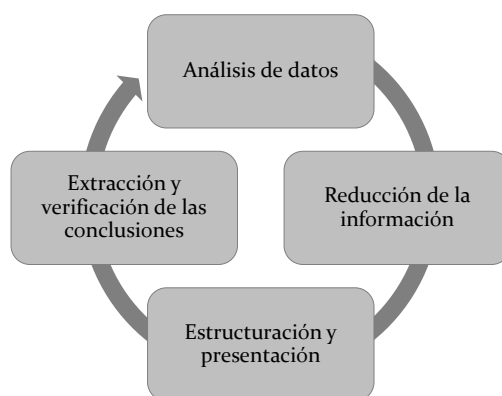 Análisis de datos
Reducción de la
información
Estructuración y
presentación
Extracción y
verificación de las
conclusiones